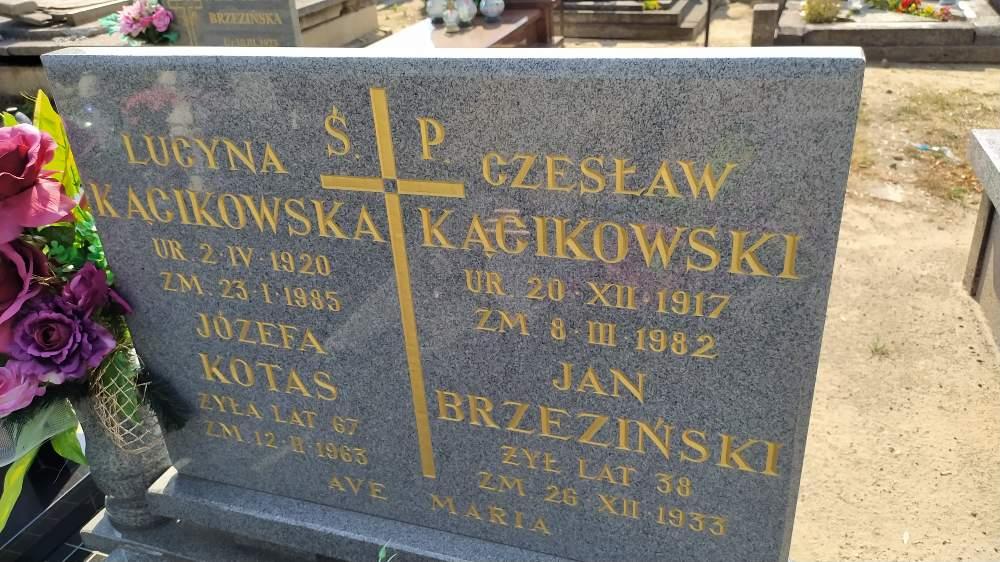 BRZEZIŃSKA
Ś. P.
LUCYNA
KĄCIKOWSKA
UR 2·IV·1920
ZM. 23·I·1985
JÓZEFA
KOTAS
ŻYŁA LAT 67
ZM 12·II·1963
CZESŁAW
KĄCIKOWSKI
UR 20·XII·1917
ZM 8·III·1982
JAN
BRZEZIŃSKI
ŻYŁ LAT 38
ZM 26·XII·1933
AVE MARIA